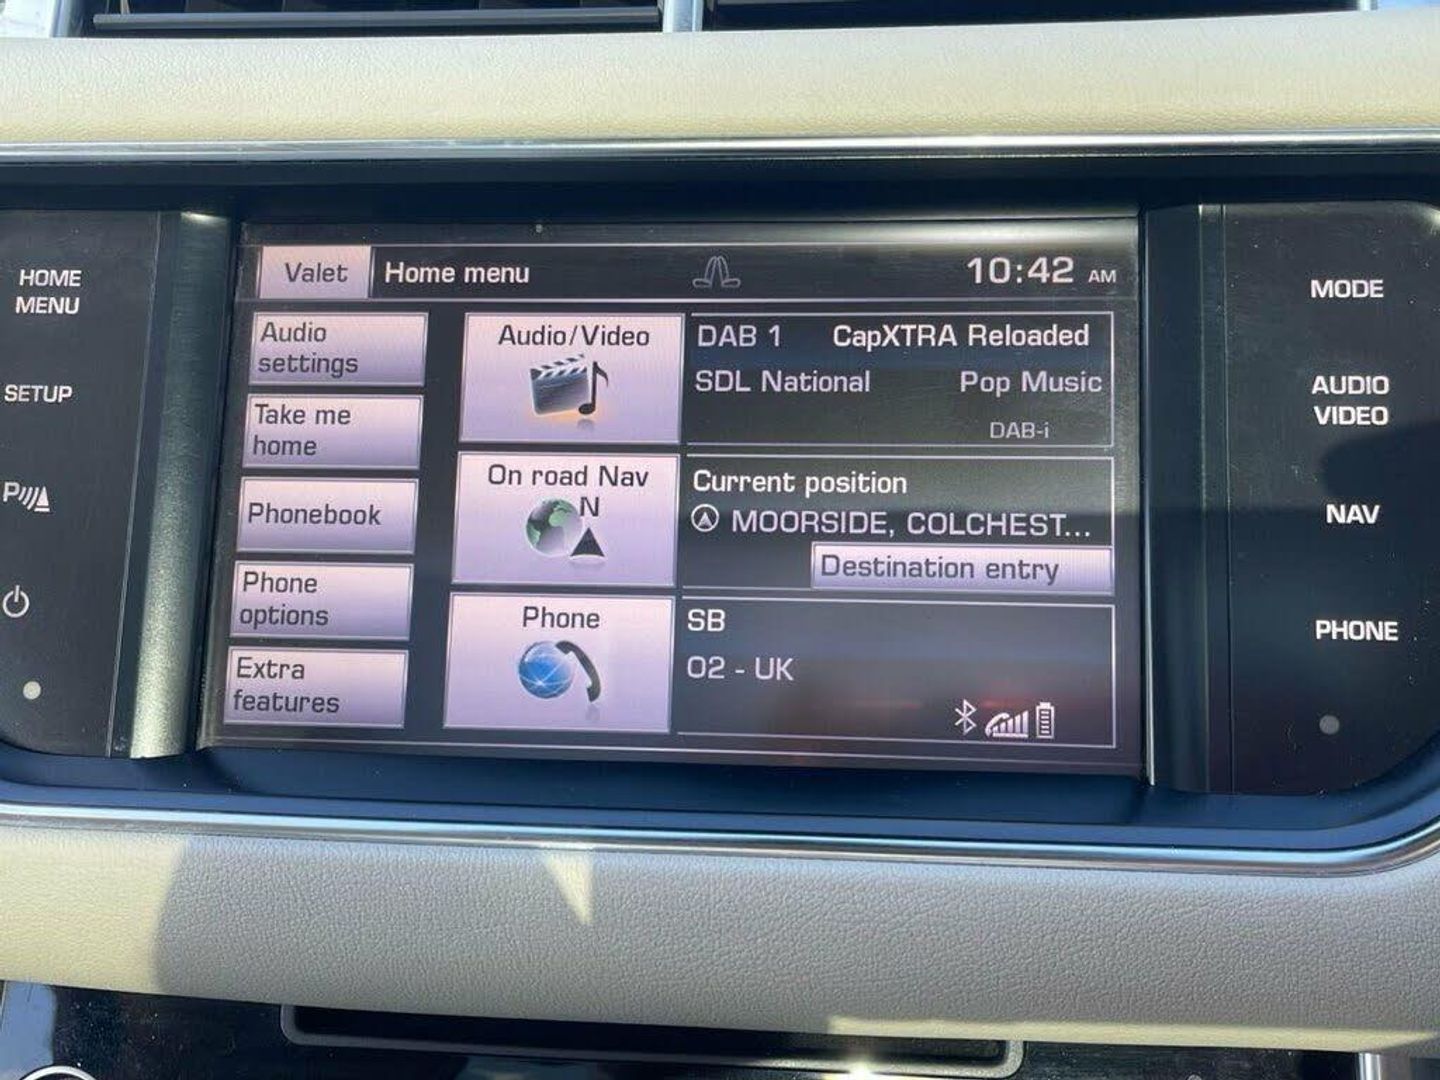 Valet
Home menu
10:42 AM
HOME
MENU
SETUP
P
Audio
settings
Take me
home
Phonebook
Phone
options
Extra
features
Audio/Video
On road Nav
N
Phone
DAB 1 CapXTRA Reloaded
SDL National Pop Music
DAB-i
Current position
MOORSIDE, COLCHEST...
Destination entry
SB
O2 - UK
MODE
AUDIO
VIDEO
NAV
PHONE